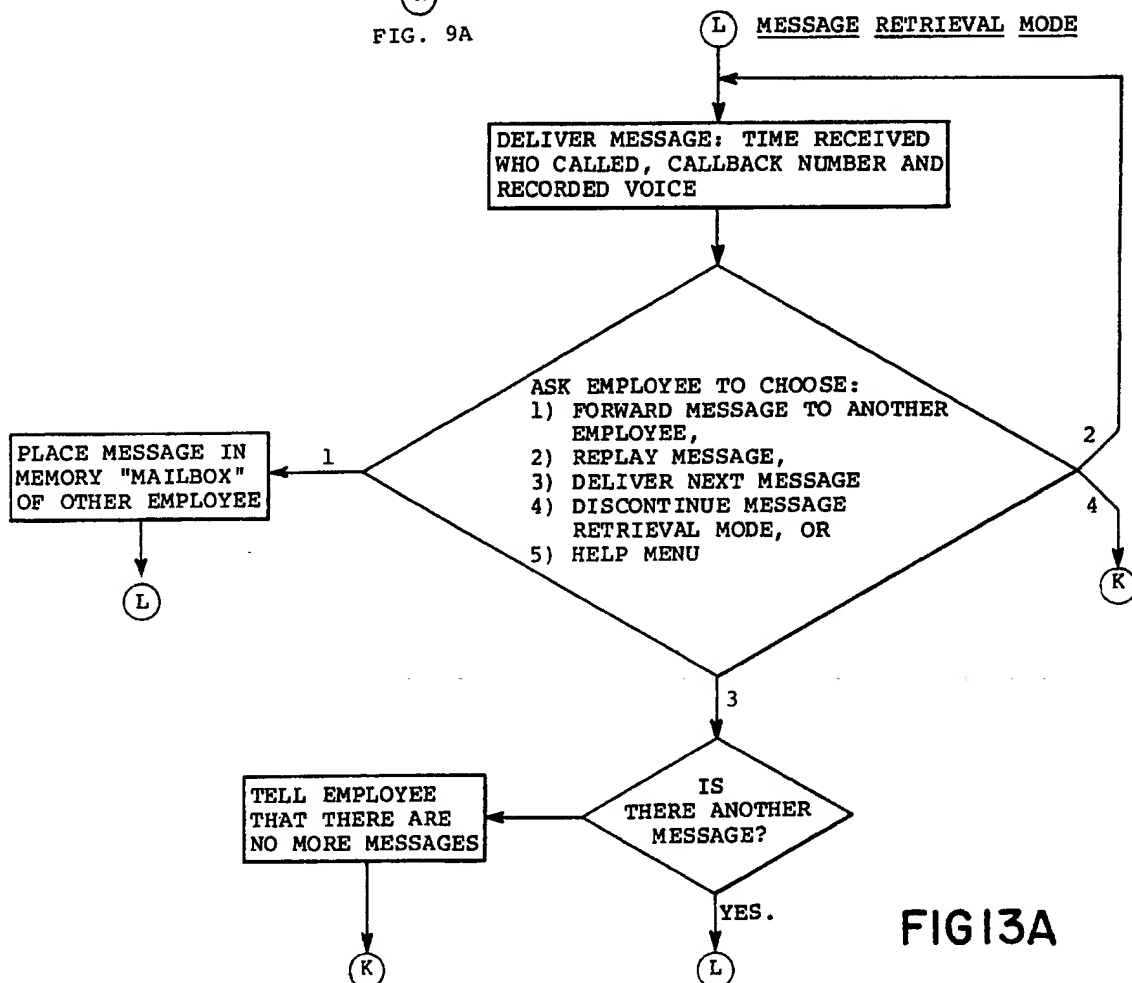 FIG. 9A
L MESSAGE RETRIEVAL MODE
DELIVER MESSAGE: TIME RECEIVED
WHO CALLED, CALLBACK NUMBER AND
RECORDED VOICE
ASK EMPLOYEE TO CHOOSE:
1) FORWARD MESSAGE TO ANOTHER
EMPLOYEE,
2) REPLAY MESSAGE,
3) DELIVER NEXT MESSAGE
4) DISCONTINUE MESSAGE
RETRIEVAL MODE, OR
5) HELP MENU
2
4
K
1
PLACE MESSAGE IN
MEMORY "MAILBOX"
OF OTHER EMPLOYEE
L
3
IS
THERE ANOTHER
MESSAGE?
TELL EMPLOYEE
THAT THERE ARE
NO MORE MESSAGES
K
YES.
L
FIG13A